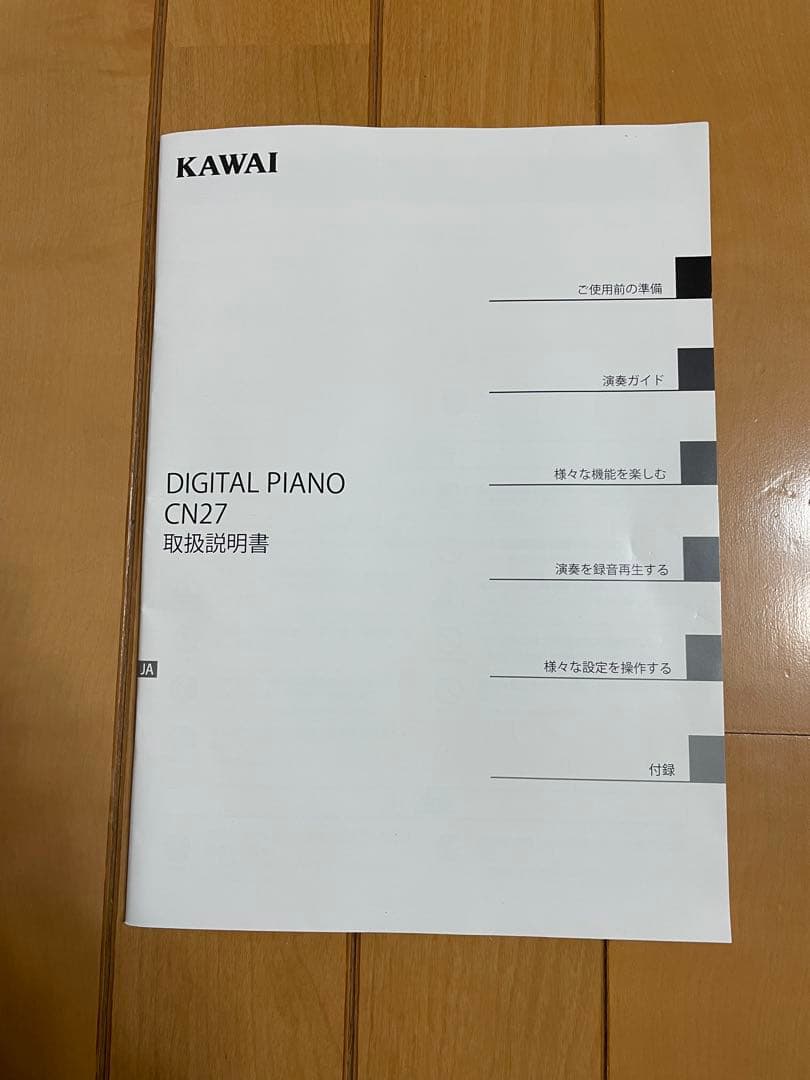 KAWAI
ご使用前の準備
演奏ガイド
様々な機能を楽しむ
DIGITAL PIANO
CN27
取扱説明書
演奏を録音再生する
様々な設定を操作する
JA
付録